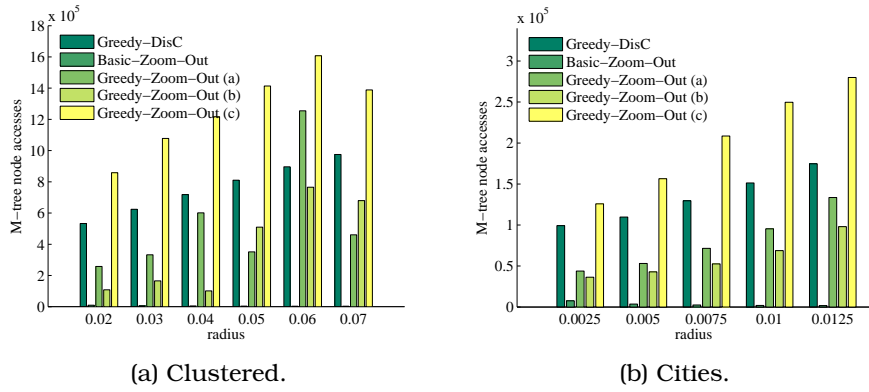 x 10⁵
18
16
14
12
10
8
6
4
2
0
M−tree node accesses
Greedy−DisC
Basic−Zoom−Out
Greedy−Zoom−Out (a)
Greedy−Zoom−Out (b)
Greedy−Zoom−Out (c)
0.02 0.03 0.04 0.05 0.06 0.07
radius
(a) Clustered.
x 10⁵
3
2.5
2
1.5
1
0.5
0
M−tree node accesses
Greedy−DisC
Basic−Zoom−Out
Greedy−Zoom−Out (a)
Greedy−Zoom−Out (b)
Greedy−Zoom−Out (c)
0.0025 0.005 0.0075 0.01 0.0125
radius
(b) Cities.